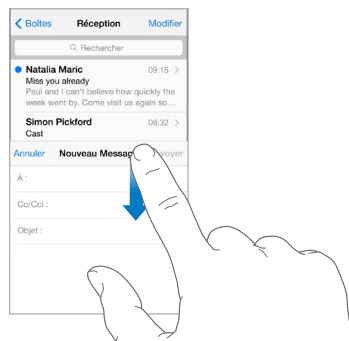 Boîtes Réception Modifier
Rechercher
Natalia Maric 09:15
Miss you already
Paul and I can't believe how quickly the
week went by. Come visit us again so...
Simon Pickford 08:32
Cast
Annuler Nouveau Messag voyer
À :
Cc/Cci :
Objet :